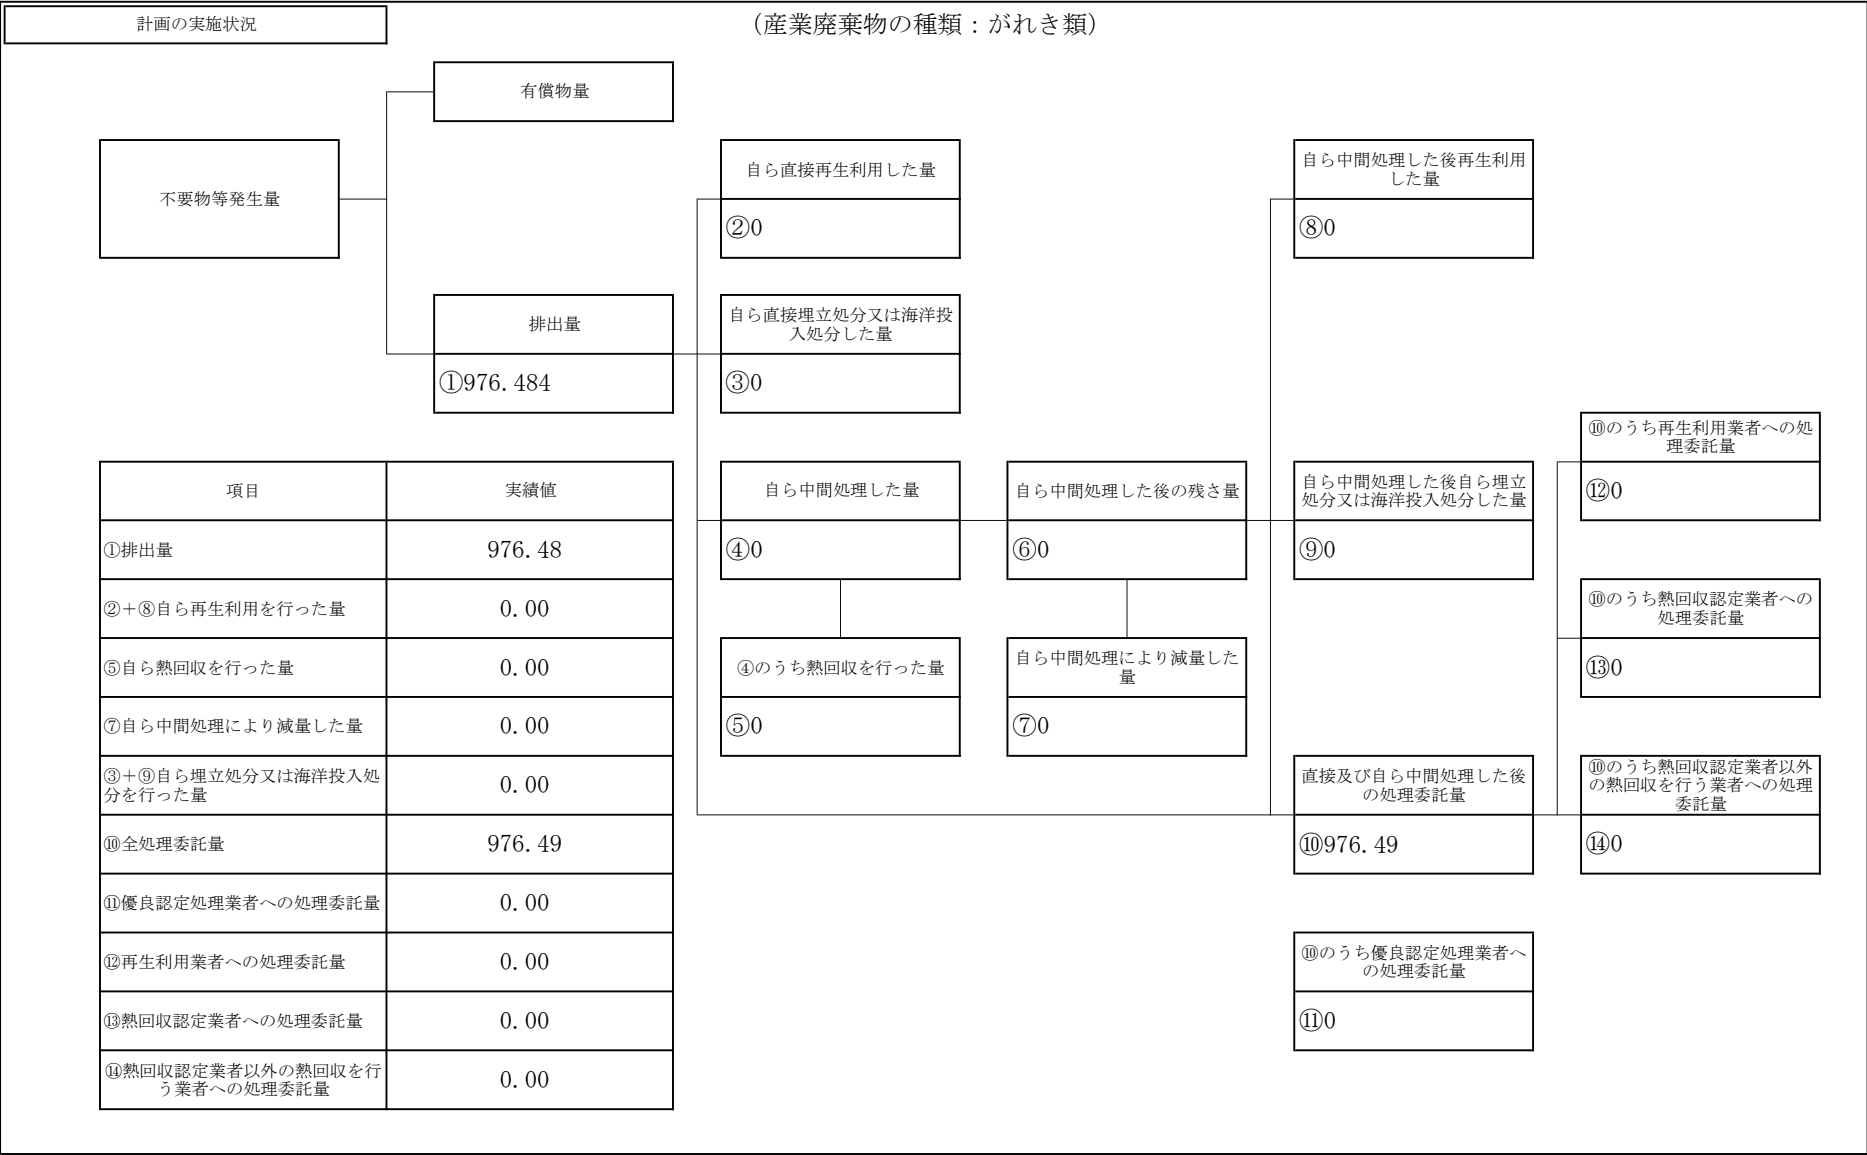 計画の実施状況
（産業廃棄物の種類：がれき類）
有償物量
不要物等発生量
自ら直接再生利用した量
②0
自ら中間処理した後再生利用
した量
⑧0
排出量
①976.484
自ら直接埋立処分又は海洋投
入処分した量
③0
⑩のうち再生利用業者への処
理委託量
⑫0
自ら中間処理した量
④0
自ら中間処理した後の残さ量
⑥0
自ら中間処理した後自ら埋立
処分又は海洋投入処分した量
⑨0
⑩のうち熱回収認定業者への
処理委託量
⑬0
④のうち熱回収を行った量
⑤0
自ら中間処理により減量した
量
⑦0
直接及び自ら中間処理した後
の処理委託量
⑩976.49
⑩のうち熱回収認定業者以外
の熱回収を行う業者への処理
委託量
⑭0
⑩のうち優良認定処理業者へ
の処理委託量
⑪0
項目 実績値
①排出量 976.48
②＋⑧自ら再生利用を行った量 0.00
⑤自ら熱回収を行った量 0.00
⑦自ら中間処理により減量した量 0.00
③＋⑨自ら埋立処分又は海洋投入処
分を行った量 0.00
⑩全処理委託量 976.49
⑪優良認定処理業者への処理委託量 0.00
⑫再生利用業者への処理委託量 0.00
⑬熱回収認定業者への処理委託量 0.00
⑭熱回収認定業者以外の熱回収を行
う業者への処理委託量 0.00